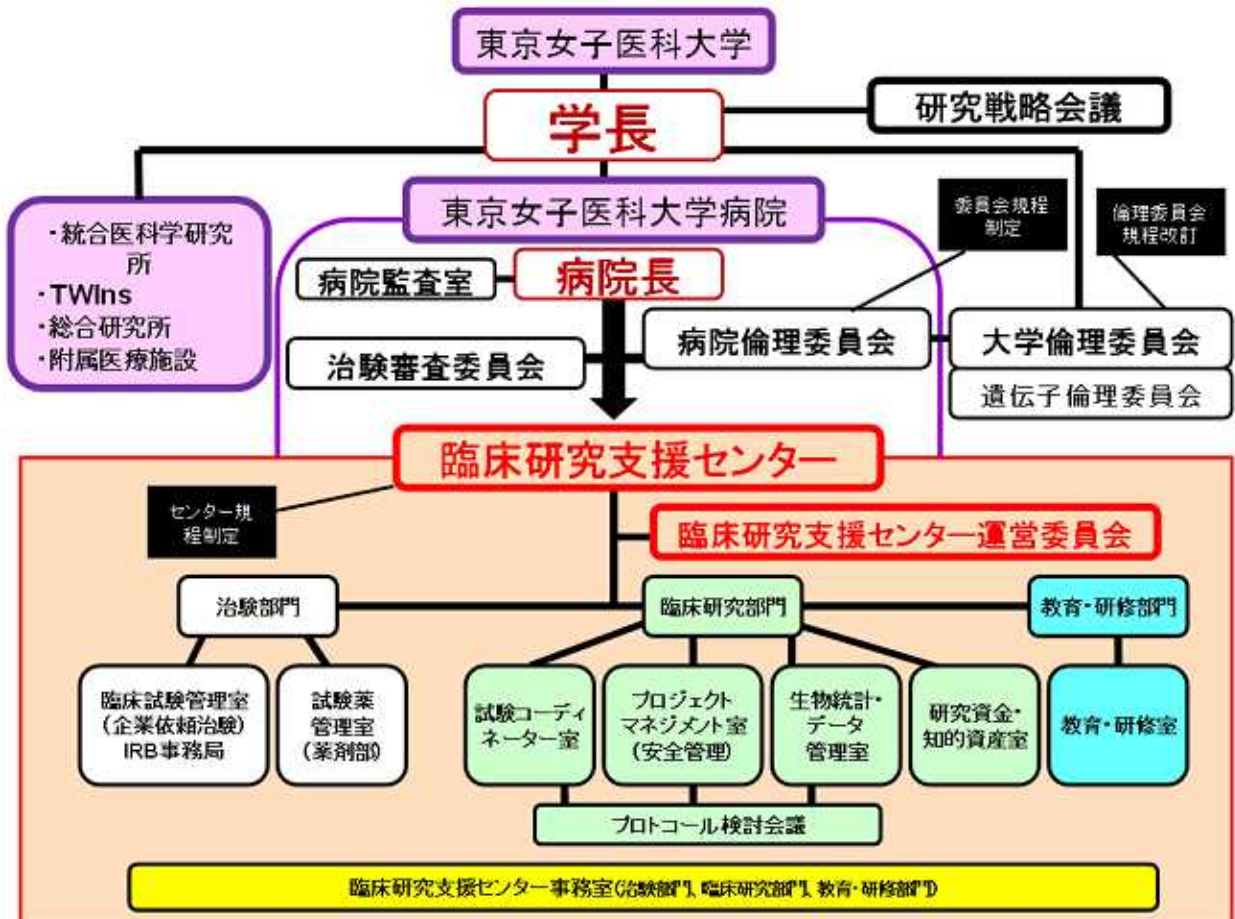 東京女子医科大学
学長
研究戦略会議
・統合医科学研究
所
・TWIns
・総合研究所
・附属医療施設
東京女子医科大学病院
委員会規程
制定
倫理委員会
規程改訂
病院監査室
病院長
治験審査委員会
病院倫理委員会
大学倫理委員会
遺伝子倫理委員会
臨床研究支援センター
センター規
程制定
臨床研究支援センター運営委員会
治験部門
臨床研究部門
教育・研修部門
臨床試験管理室
(企業依頼治験)
IRB事務局
試験薬
管理室
(薬剤部)
試験コーディ
ネーター室
プロジェクト
マネジメント室
(安全管理)
生物統計・
データ
管理室
研究資金・
知的資産室
教育・研修室
プロトコール検討会議
臨床研究支援センター事務室(治験部門、臨床研究部門、教育・研修部門)